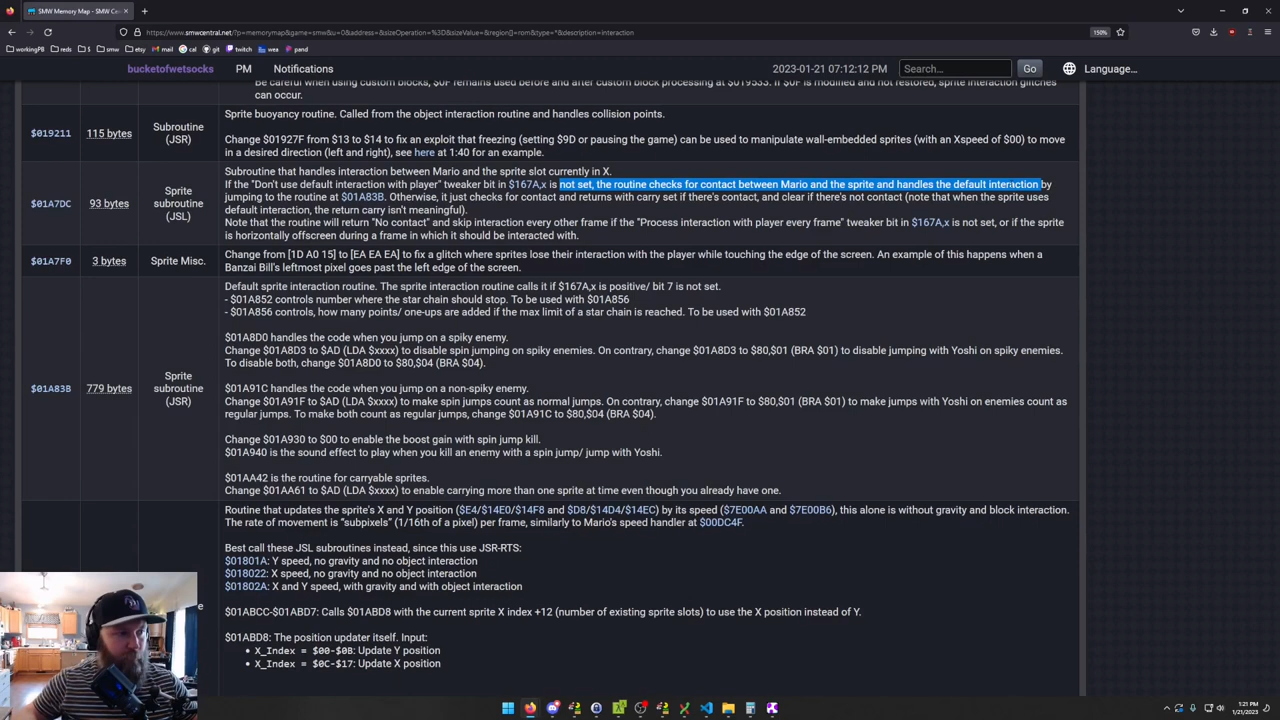 SMW Memory Map - SMW Cen
https://www.smwcentral.net/?p=memorymap&game=smw&u=0&address=&sizeOperation=%3D&sizeValue=&region[]=rom&type=*&description=interaction
150%
workingPB reds $ smw etsy mail cal git twitch wea pand
bucketofwetsocks PM Notifications 2023-01-21 07:12:12 PM Search... Go Language...
Be careful when using custom blocks, $0F remains used before and after custom block processing at $019533. If $0F is modified and not restored, sprite interaction glitches
can occur.
$019211 115 bytes Subroutine (JSR)
Sprite buoyancy routine. Called from the object interaction routine and handles collision points.
Change $01927F from $13 to $14 to fix an exploit that freezing (setting $9D or pausing the game) can be used to manipulate wall-embedded sprites (with an Xspeed of $00) to move
in a desired direction (left and right), see here at 1:40 for an example.
$01A7DC 93 bytes Sprite subroutine (JSR)
Subroutine that handles interaction between Mario and the sprite slot currently in X.
If the "Don't use default interaction with player" tweaker bit in $167A,x is not set, the routine checks for contact between Mario and the sprite and handles the default interaction by
jumping to the routine at $01A83B. Otherwise, it just checks for contact and returns with carry set if there's contact, and clear if there's not contact (note that when the sprite uses
default interaction, the return carry isn't meaningful).
Note that the routine will return "No contact" and skip interaction every other frame if the "Process interaction with player every frame" tweaker bit in $167A,x is not set, or if the sprite
is horizontally offscreen during a frame in which it should be interacted with.
$01A7F0 3 bytes Sprite Misc.
Change from [1D A0 15] to [EA EA EA] to fix a glitch where sprites lose their interaction with the player while touching the edge of the screen. An example of this happens when a
Banzai Bill's leftmost pixel goes past the left edge of the screen.
$01A83B 779 bytes Sprite subroutine (JSR)
Default sprite interaction routine. The sprite interaction routine calls it if $167A,x is positive/ bit 7 is not set.
- $01A852 controls number where the star chain should stop. To be used with $01A856
- $01A856 controls, how many points/ one-ups are added if the max limit of a star chain is reached. To be used with $01A852
$01A8D0 handles the code when you jump on a spiky enemy.
Change $01A8D3 to $AD (LDA $xxxx) to disable spin jumping on spiky enemies. On contrary, change $01A8D3 to $80,$01 (BRA $01) to disable jumping with Yoshi on spiky enemies.
To disable both, change $01A8D0 to $80,$04 (BRA $04).
$01A91C handles the code when you jump on a non-spiky enemy.
Change $01A91F to $AD (LDA $xxxx) to make spin jumps count as normal jumps. On contrary, change $01A91F to $80,$01 (BRA $01) to make jumps with Yoshi on enemies count as
regular jumps. To make both count as regular jumps, change $01A91C to $80,$04 (BRA $04).
Change $01A930 to $00 to enable the boost gain with spin jump kill.
$01A940 is the sound effect to play when you kill an enemy with a spin jump/ jump with Yoshi.
$01AA42 is the routine for carryable sprites.
Change $01AA61 to $AD (LDA $xxxx) to enable carrying more than one sprite at time even though you already have one.
Routine that updates the sprite's X and Y position ($E4/$14E0/$14F8 and $D8/$14D4/$14EC) by its speed ($7E00AA and $7E00B6), this alone is without gravity and block interaction.
The rate of movement is “subpixels” (1/16th of a pixel) per frame, similarly to Mario's speed handler at $00DC4F.
Best call these JSL subroutines instead, since this use JSR-RTS:
$01801A: Y speed, no gravity and no object interaction
$018022: X speed, no gravity and no object interaction
$01802A: X and Y speed, with gravity and with object interaction
$01ABCC-$01ABD7: Calls $01ABD8 with the current sprite X index +12 (number of existing sprite slots) to use the X position instead of Y.
$01ABD8: The position updater itself. Input:
• X_Index = $00-$0B: Update Y position
• X_Index = $0C-$17: Update X position
1:21 PM
1/21/2023